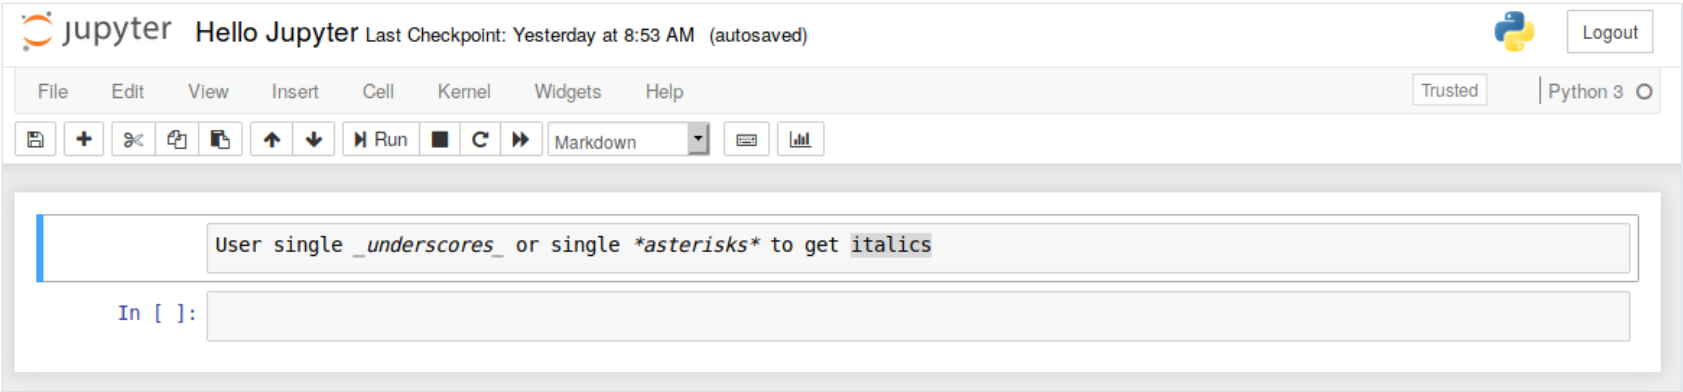 jupyter Hello Jupyter Last Checkpoint: Yesterday at 8:53 AM (autosaved) Logout
File Edit View Insert Cell Kernel Widgets Help Trusted Python 3
Run Markdown
User single _underscores_ or single *asterisks* to get italics
In [ ]: